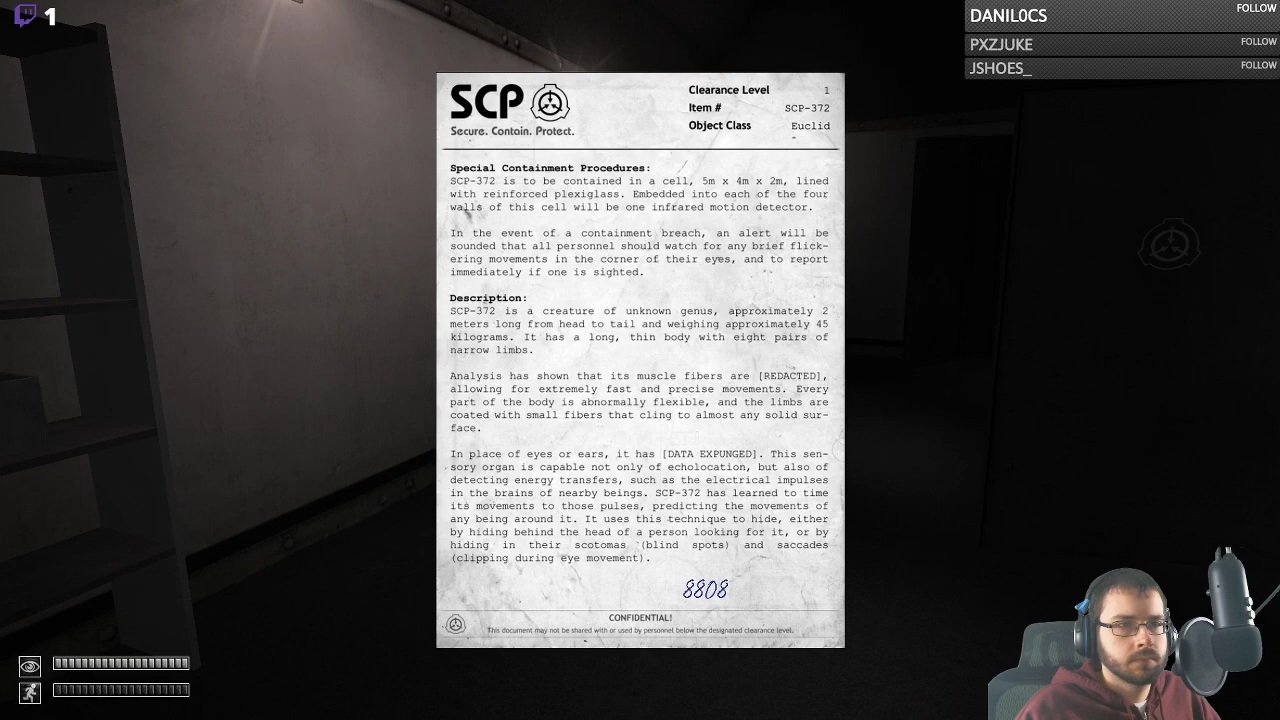 1
DANIL0CS FOLLOW
PXZJUKE FOLLOW
JSHOES_ FOLLOW
SCP
Secure. Contain. Protect.
Clearance Level 1
Item # SCP-372
Object Class Euclid
Special Containment Procedures:
SCP-372 is to be contained in a cell, 5m x 4m x 2m, lined
with reinforced plexiglass. Embedded into each of the four
walls of this cell will be one infrared motion detector.
In the event of a containment breach, an alert will be
sounded that all personnel should watch for any brief flick-
ering movements in the corner of their eyes, and to report
immediately if one is sighted.
Description:
SCP-372 is a creature of unknown genus, approximately 2
meters long from head to tail and weighing approximately 45
kilograms. It has a long, thin body with eight pairs of
narrow limbs.
Analysis has shown that its muscle fibers are [REDACTED],
allowing for extremely fast and precise movements. Every
part of the body is abnormally flexible, and the limbs are
coated with small fibers that cling to almost any solid sur-
face.
In place of eyes or ears, it has [DATA EXPUNGED]. This sen-
sory organ is capable not only of echolocation, but also of
detecting energy transfers, such as the electrical impulses
in the brains of nearby beings. SCP-372 has learned to time
its movements to those pulses, predicting the movements of
any being around it. It uses this technique to hide, either
by hiding behind the head of a person looking for it, or by
hiding in their scotomas (blind spots) and saccades
(clipping during eye movement).
8808
CONFIDENTIAL!
This document may not be shared with or used by personnel below the designated clearance level.